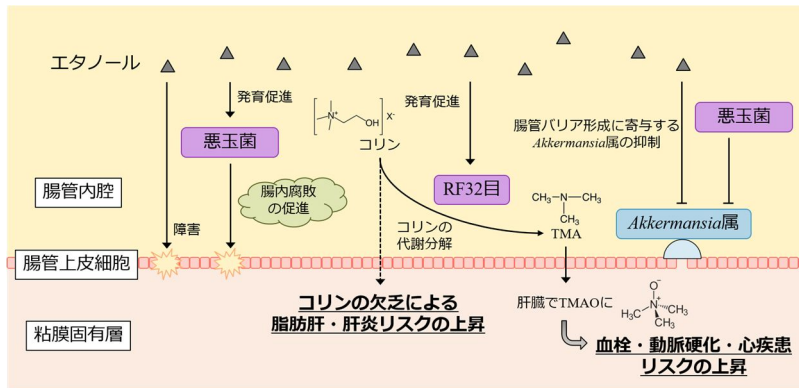 エタノール
発育促進
悪玉菌
腸管内腔
障害
腸内腐敗
の促進
N⁺
OH
X⁻
コリン
発育促進
RF32目
コリンの
代謝分解
CH₃
N
CH₃
CH₃
TMA
腸管バリア形成に寄与する
Akkermansia属の抑制
悪玉菌
Akkermansia属
腸管上皮細胞
粘膜固有層
コリンの欠乏による
脂肪肝・肝炎リスクの上昇
肝臓でTMAOに
O⁻
N⁺
H₃C
CH₃
CH₃
血栓・動脈硬化・心疾患
リスクの上昇